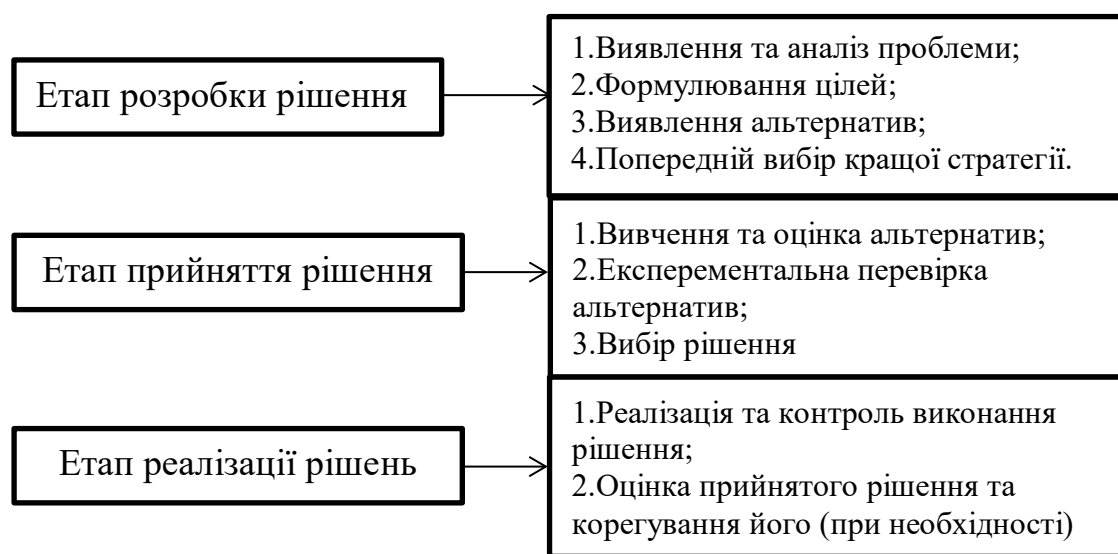 Етап розробки рішення
1.Виявлення та аналіз проблеми;
2.Формулювання цілей;
3.Виявлення альтернатив;
4.Попередній вибір кращої стратегії.
Етап прийняття рішення
1.Вивчення та оцінка альтернатив;
2.Експерементальна перевірка
альтернатив;
3.Вибір рішення
Етап реалізації рішень
1.Реалізація та контроль виконання
рішення;
2.Оцінка прийнятого рішення та
корегування його (при необхідності)